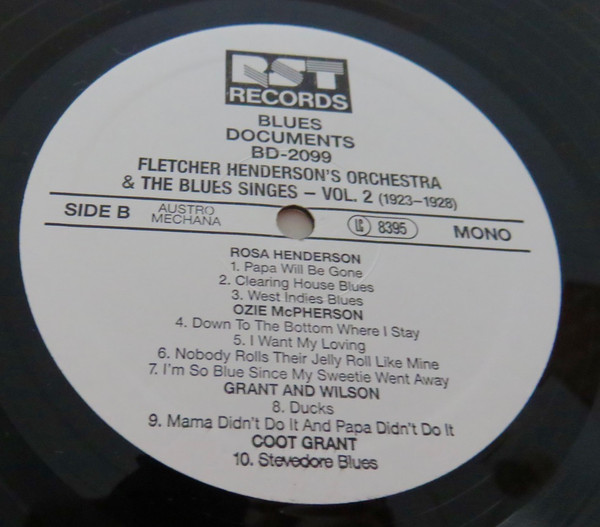 RST
RECORDS
BLUES
DOCUMENTS
BD-2099
FLETCHER HENDERSON'S ORCHESTRA
& THE BLUES SINGES – VOL. 2 (1923–1928)
SIDE B
AUSTRO
MECHANA
LC 8395
MONO
ROSA HENDERSON
1. Papa Will Be Gone
2. Clearing House Blues
3. West Indies Blues
OZIE McPHERSON
4. Down To The Bottom Where I Stay
5. I Want My Loving
6. Nobody Rolls Their Jelly Roll Like Mine
7. I'm So Blue Since My Sweetie Went Away
GRANT AND WILSON
8. Ducks
9. Mama Didn't Do It And Papa Didn't Do It
COOT GRANT
10. Stevedore Blues